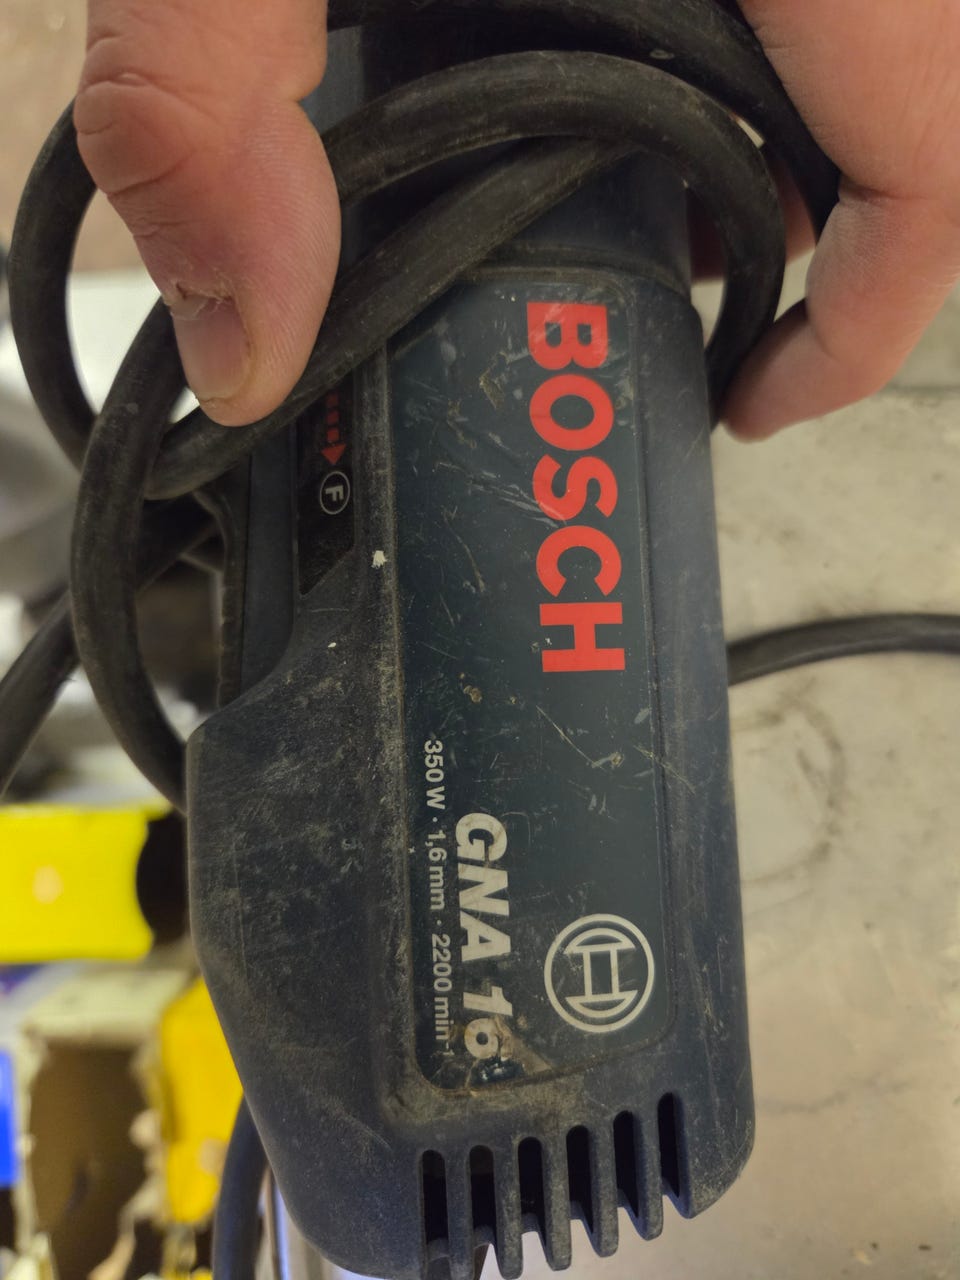 BOSCH
GNA 16
350 W · 1,6 mm · 2200 min⁻¹
F